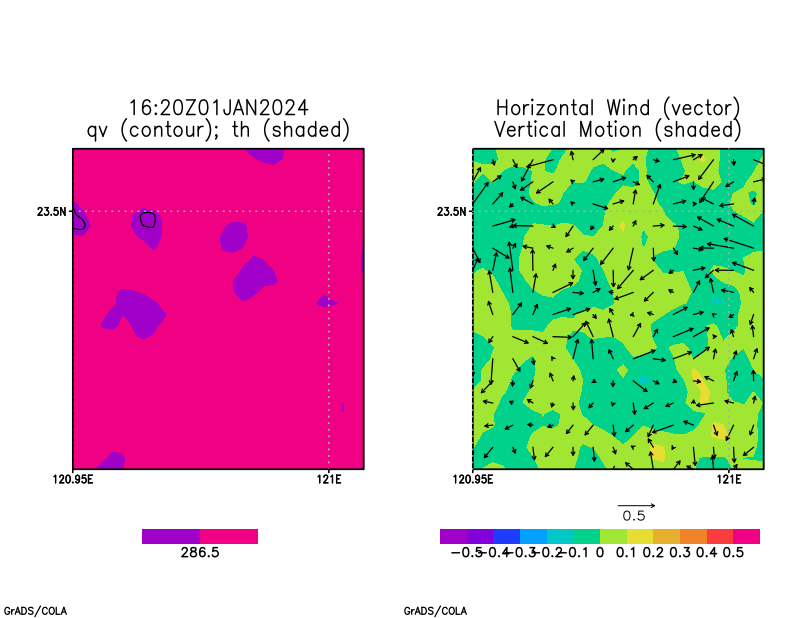 16:20Z01JAN2024
qv (contour); th (shaded)
23.5N
120.95E
121E
286.5
Horizontal Wind (vector)
Vertical Motion (shaded)
23.5N
120.95E
121E
0.5
-0.5 -0.4 -0.3 -0.2 -0.1 0 0.1 0.2 0.3 0.4 0.5
GrADS/COLA
GrADS/COLA